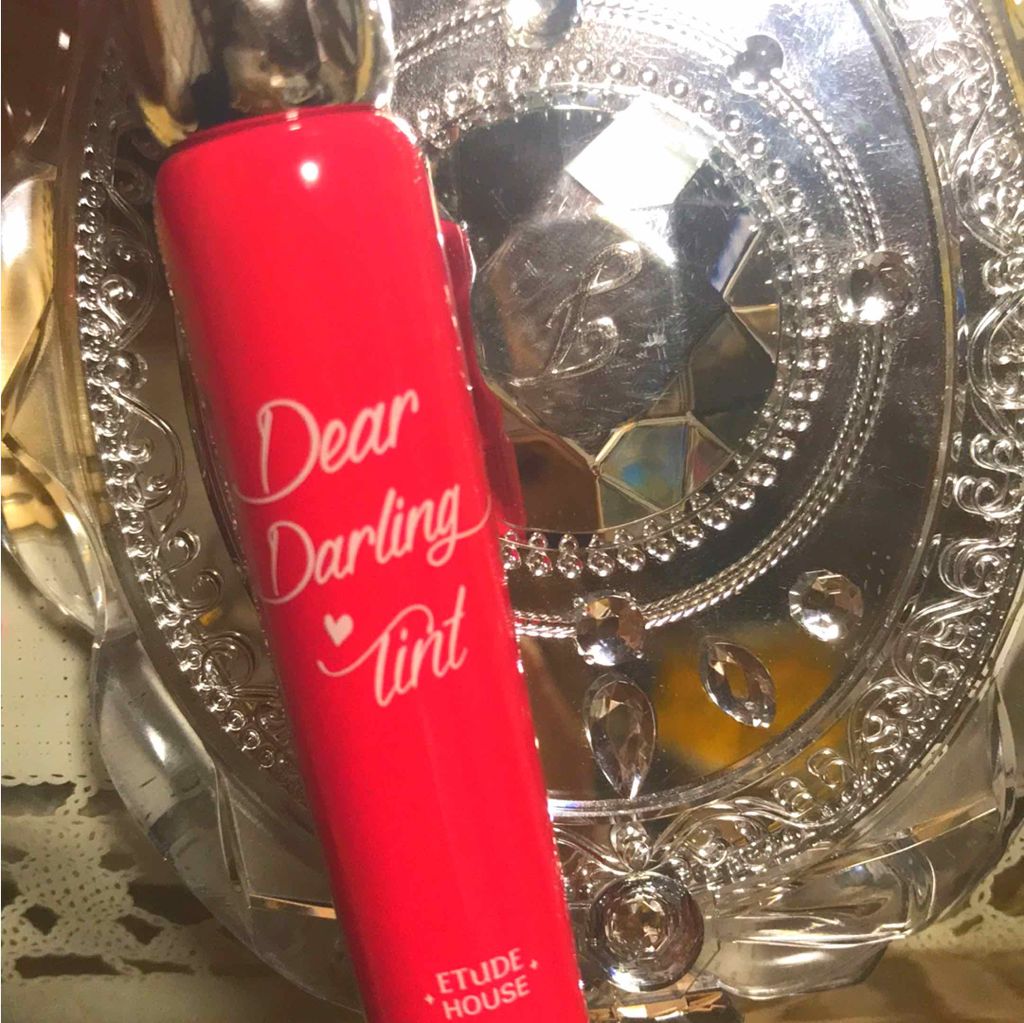 Dear
Darling
Tint
ETUDE
HOUSE